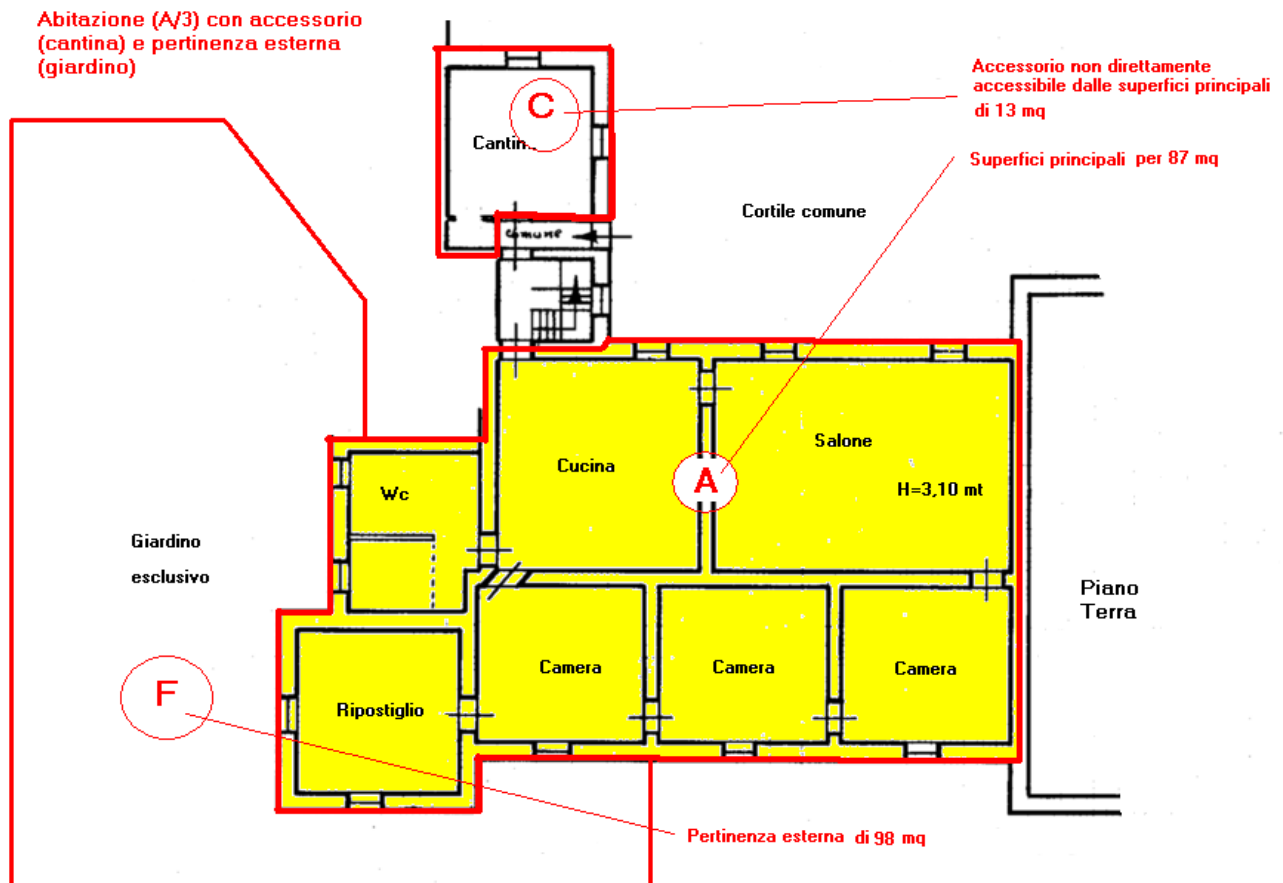 Abitazione (A/3) con accessorio
(cantina) e pertinenza esterna
(giardino)
Accessorio non direttamente
accessibile dalle superfici principali
di 13 mq
C
Cantina
Superfici principali per 87 mq
Cortile comune
comune
Salone
Cucina
A
H=3,10 mt
Wc
Giardino
esclusivo
Piano
Terra
Camera
Camera
Camera
F
Ripostiglio
Pertinenza esterna di 98 mq